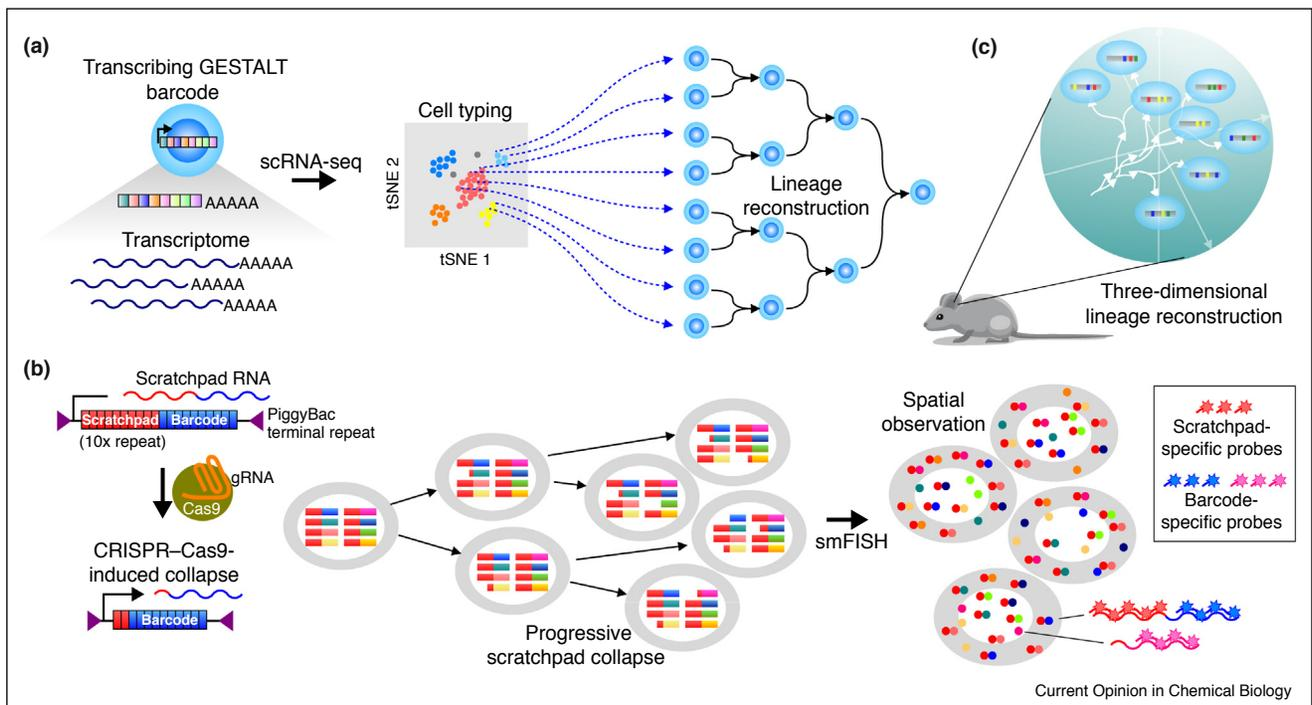 (a)
Transcribing GESTALT
barcode
AAAAA
Transcriptome
AAAAA
AAAAA
AAAAA
scRNA-seq
Cell typing
tSNE 2
tSNE 1
Lineage
reconstruction
(c)
Three-dimensional
lineage reconstruction
(b)
Scratchpad RNA
Scratchpad Barcode
(10x repeat)
PiggyBac
terminal repeat
gRNA
Cas9
CRISPR–Cas9-
induced collapse
Barcode
Progressive
scratchpad collapse
smFISH
Spatial
observation
Scratchpad-
specific probes
Barcode-
specific probes
Current Opinion in Chemical Biology